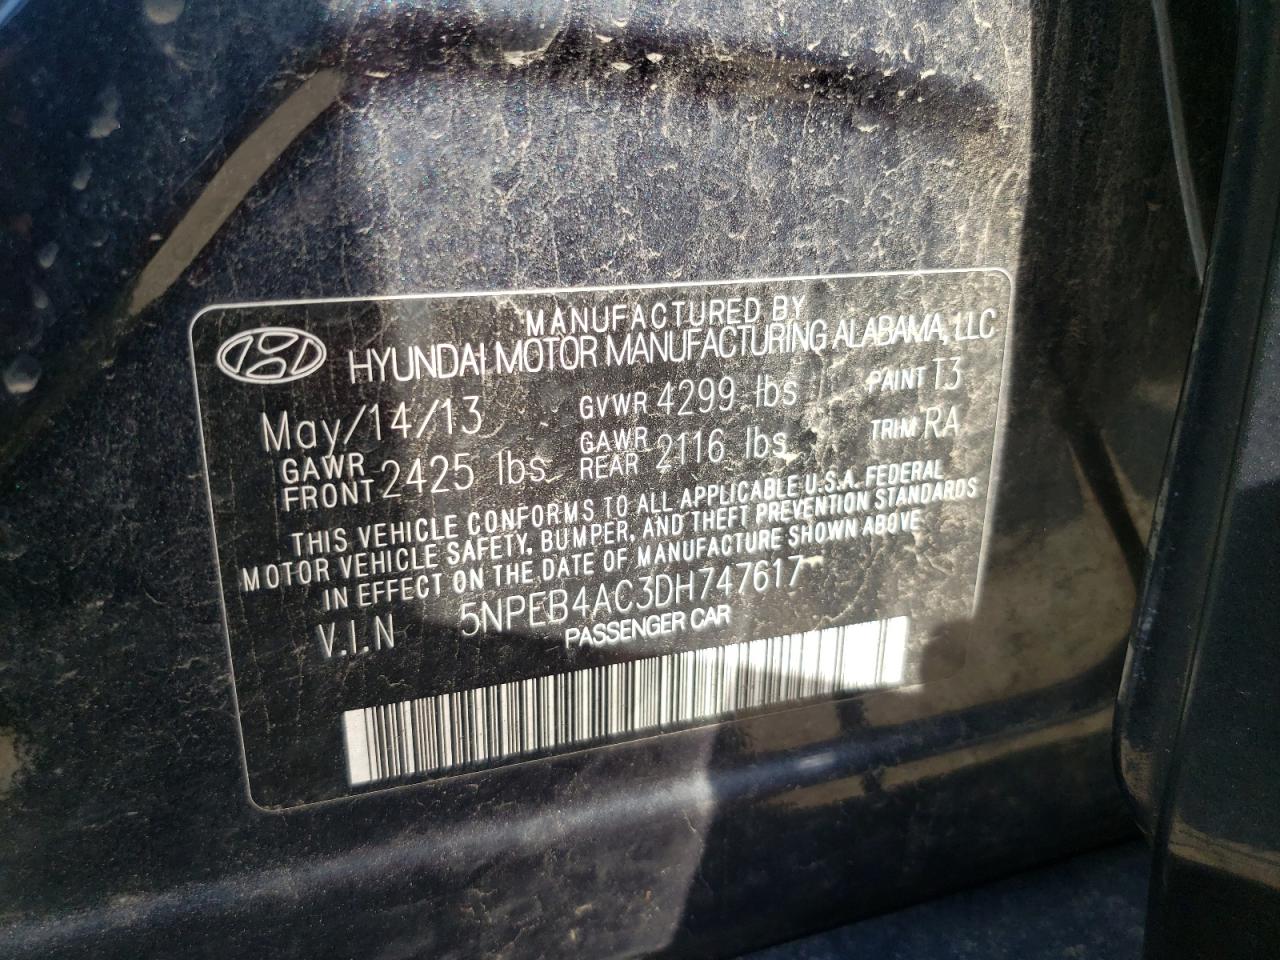 MANUFACTURED BY
HYUNDAI MOTOR MANUFACTURING ALABAMA, LLC
May/14/13 GVWR 4299 lbs PAINT T3
GAWR FRONT 2425 lbs GAWR REAR 2116 lbs TRIM RA
THIS VEHICLE CONFORMS TO ALL APPLICABLE U.S.A. FEDERAL
MOTOR VEHICLE SAFETY, BUMPER, AND THEFT PREVENTION STANDARDS
IN EFFECT ON THE DATE OF MANUFACTURE SHOWN ABOVE
V.I.N 5NPEB4AC3DH747617
PASSENGER CAR